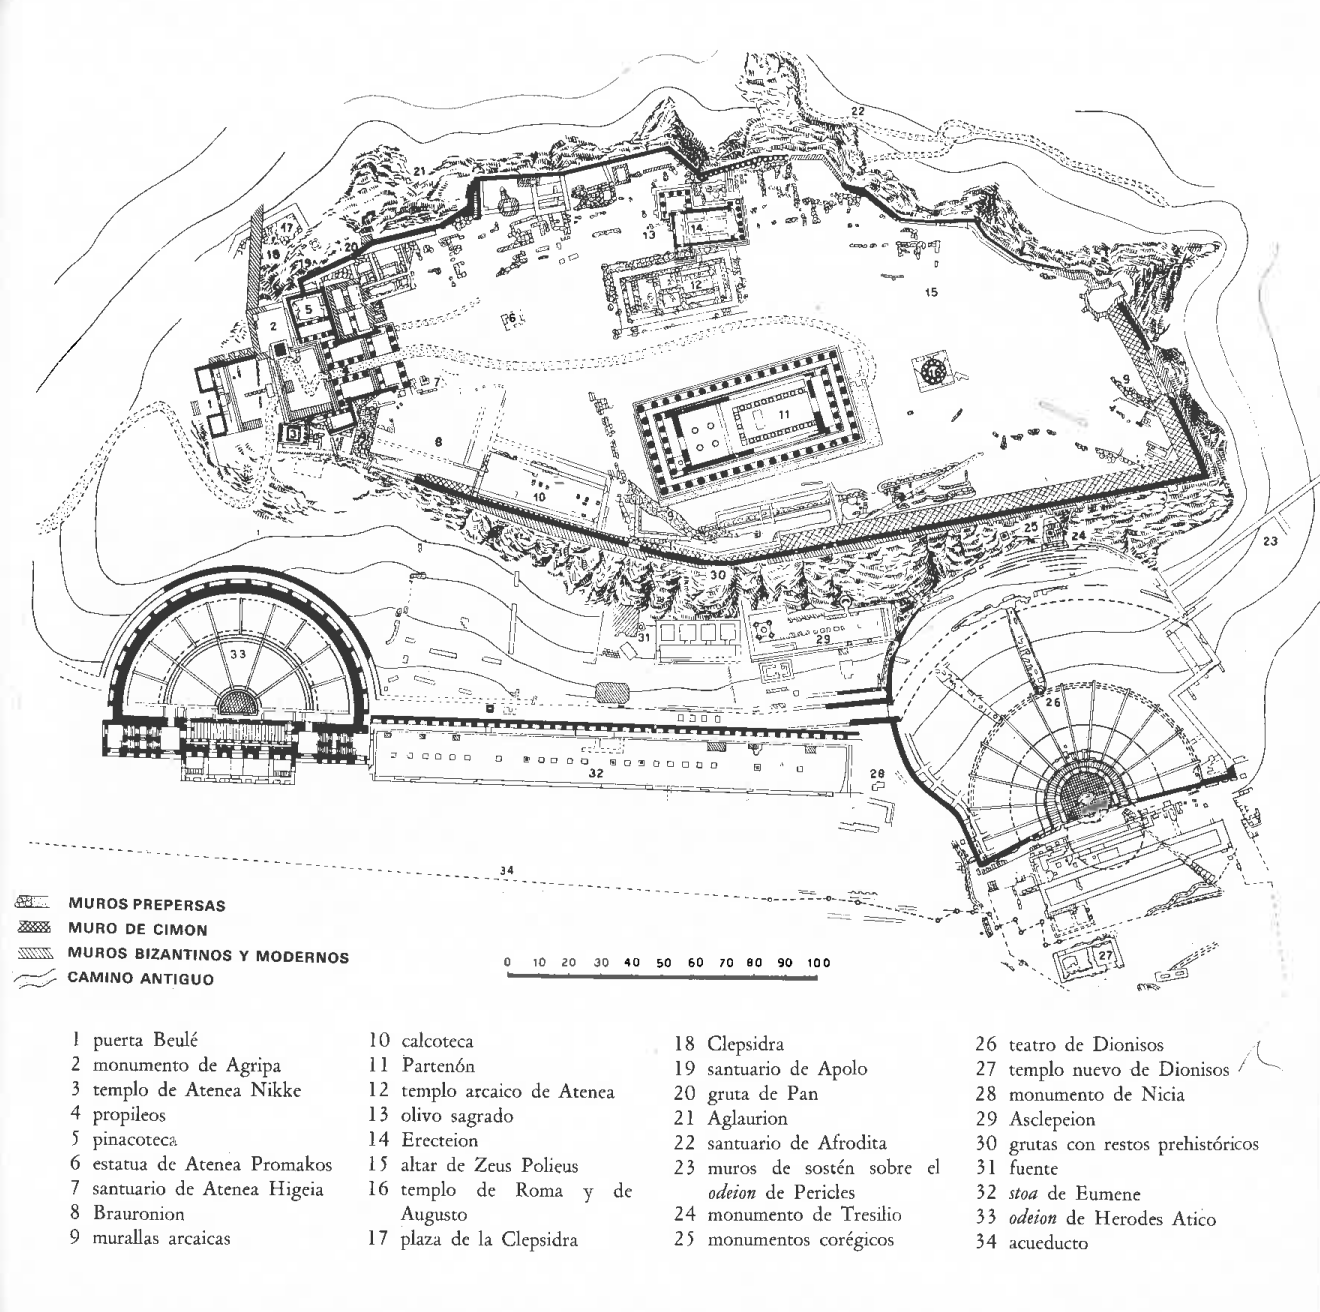 22
21
17
18
20
19
13
14
12
15
5
2
6
7
16
9
1
11
3
8
10
25
24
23
30
31
29
33
26
32
28
34
27
MUROS PREPERSAS
MURO DE CIMON
MUROS BIZANTINOS Y MODERNOS
CAMINO ANTIGUO
0 10 20 30 40 50 60 70 80 90 100
1 puerta Beulé
2 monumento de Agripa
3 templo de Atenea Nikke
4 propileos
5 pinacoteca
6 estatua de Atenea Promakos
7 santuario de Atenea Higeia
8 Brauronion
9 murallas arcaicas
10 calcoteca
11 Partenón
12 templo arcaico de Atenea
13 olivo sagrado
14 Erecteion
15 altar de Zeus Polieus
16 templo de Roma y de
Augusto
17 plaza de la Clepsidra
18 Clepsidra
19 santuario de Apolo
20 gruta de Pan
21 Aglaurion
22 santuario de Afrodita
23 muros de sostén sobre el
odeion de Pericles
24 monumento de Tresilio
25 monumentos corégicos
26 teatro de Dionisos
27 templo nuevo de Dionisos
28 monumento de Nicia
29 Asclepeion
30 grutas con restos prehistóricos
31 fuente
32 stoa de Eumene
33 odeion de Herodes Atico
34 acueducto